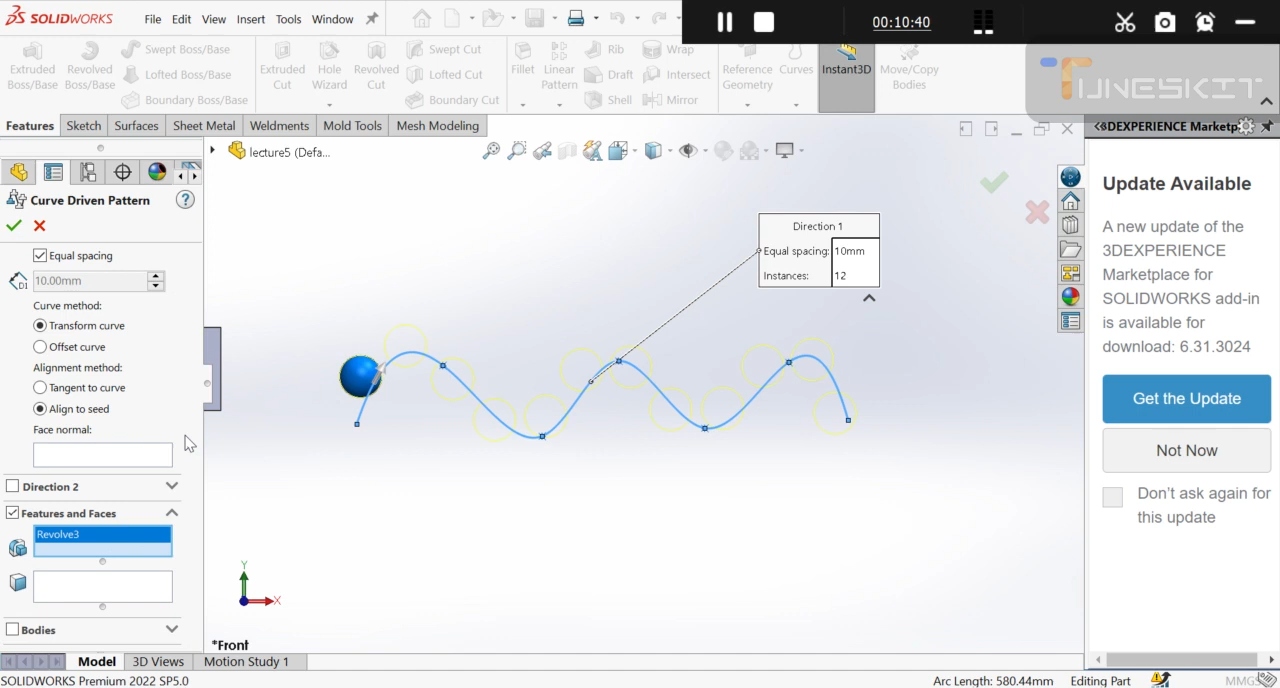 SOLIDWORKS File Edit View Insert Tools Window
00:10:40
TUNESKIT
Extruded Boss/Base
Revolved Boss/Base
Swept Boss/Base
Lofted Boss/Base
Boundary Boss/Base
Extruded Cut
Hole Wizard
Revolved Cut
Swept Cut
Lofted Cut
Boundary Cut
Fillet
Linear Pattern
Rib
Draft
Shell
Wrap
Intersect
Mirror
Reference Geometry
Curves
Instant3D
Move/Copy Bodies
Features Sketch Surfaces Sheet Metal Weldments Mold Tools Mesh Modeling
lecture5 (Defa...
Curve Driven Pattern
Equal spacing
D1 10.00mm
Curve method:
Transform curve
Offset curve
Alignment method:
Tangent to curve
Align to seed
Face normal:
Direction 2
Features and Faces
Revolve3
Bodies
Direction 1
Equal spacing: 10mm
Instances: 12
Y
X
*Front
3DEXPERIENCE Marketp
Update Available
A new update of the
3DEXPERIENCE
Marketplace for
SOLIDWORKS add-in
is available for
download: 6.31.3024
Get the Update
Not Now
Don't ask again for
this update
Model 3D Views Motion Study 1
SOLIDWORKS Premium 2022 SP5.0
Arc Length: 580.44mm Editing Part MMGS